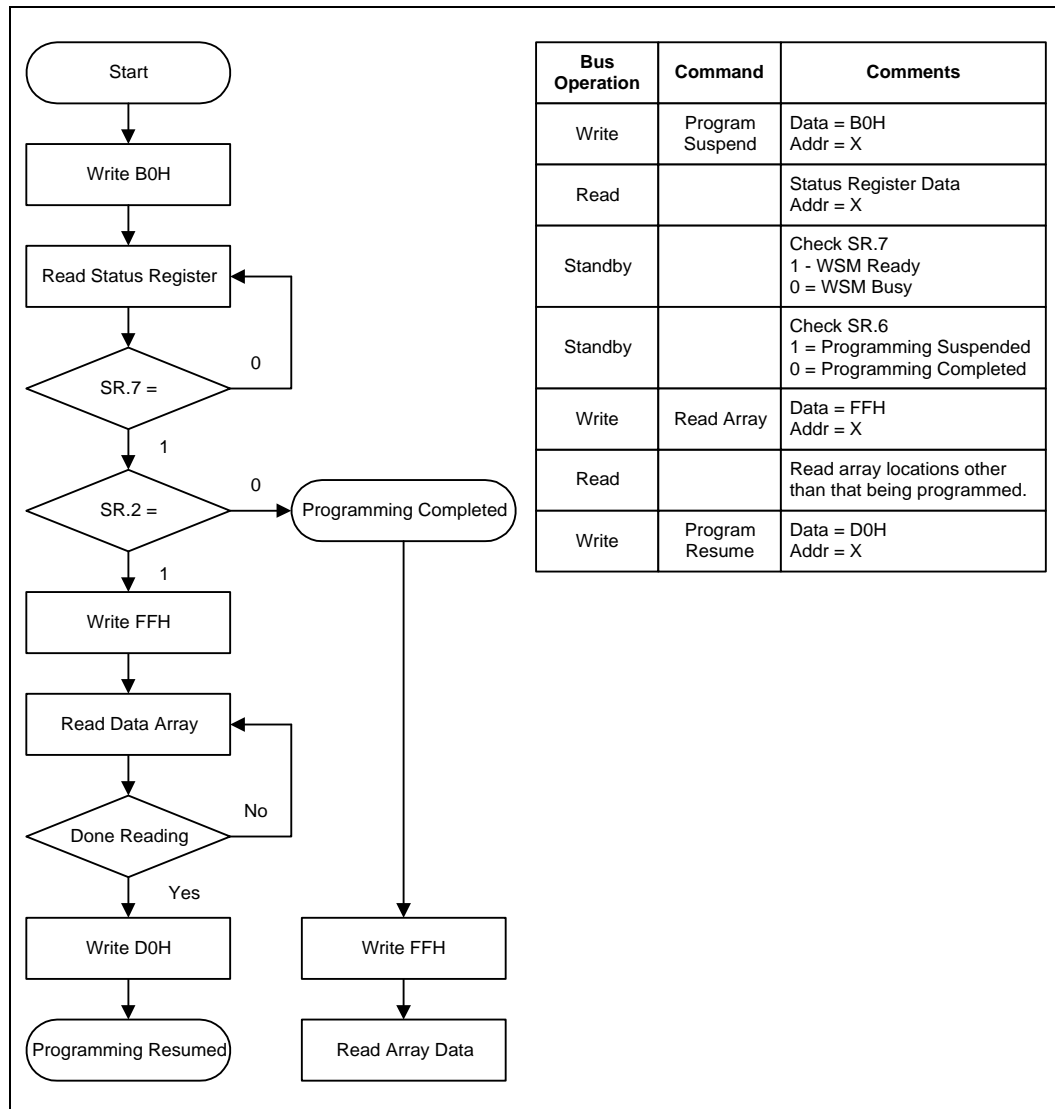 Start
Write B0H
Read Status Register
0
SR.7 =
1
0
SR.2 =
Programming Completed
1
Write FFH
Read Data Array
No
Done Reading
Yes
Write D0H
Write FFH
Programming Resumed
Read Array Data
Bus
Operation
Command
Comments
Write
Program
Suspend
Data = B0H
Addr = X
Read
Status Register Data
Addr = X
Standby
Check SR.7
1 - WSM Ready
0 = WSM Busy
Standby
Check SR.6
1 = Programming Suspended
0 = Programming Completed
Write
Read Array
Data = FFH
Addr = X
Read
Read array locations other
than that being programmed.
Write
Program
Resume
Data = D0H
Addr = X